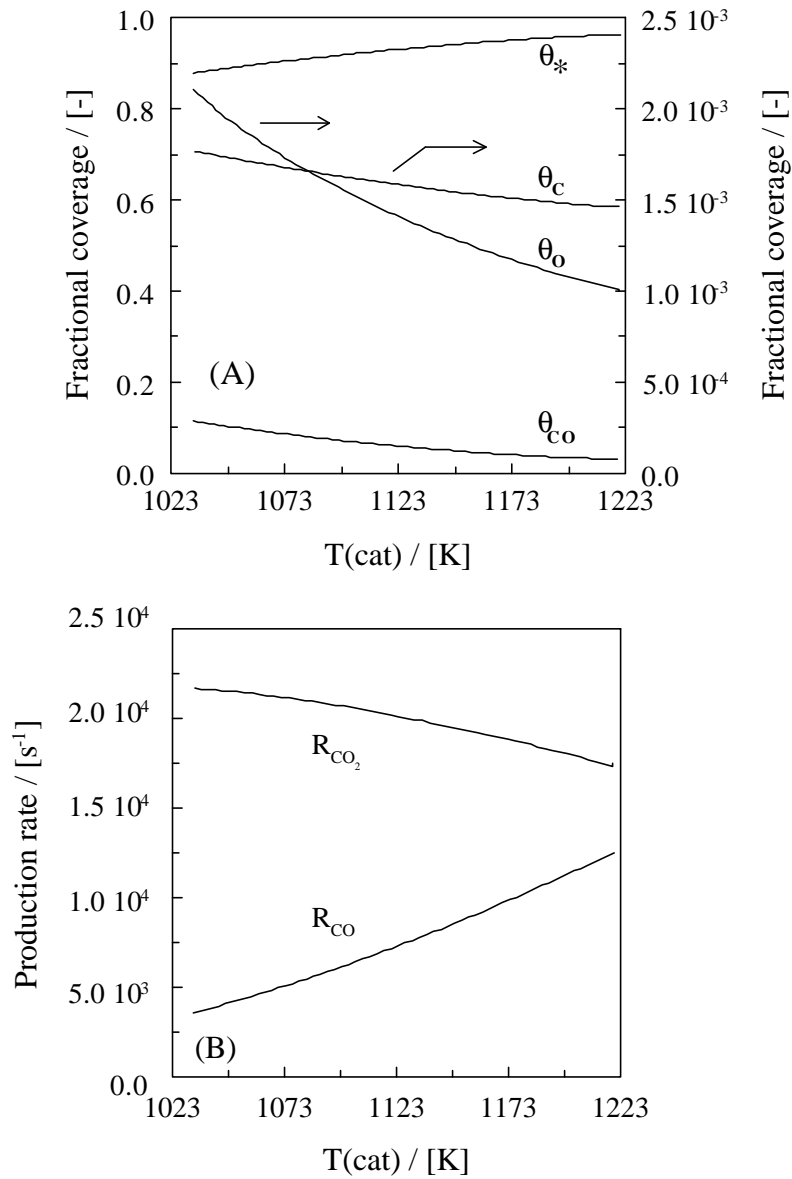 Fractional coverage / [-]
1.0
0.8
0.6
0.4
0.2
0.0
2.5 10⁻³
2.0 10⁻³
1.5 10⁻³
1.0 10⁻³
5.0 10⁻⁴
0.0
Fractional coverage / [-]
θ*
θC
θO
θCO
(A)
1023 1073 1123 1173 1223
T(cat) / [K]
Production rate / [s⁻¹]
2.5 10⁴
2.0 10⁴
1.5 10⁴
1.0 10⁴
5.0 10³
0.0
R_CO₂
R_CO
(B)
1023 1073 1123 1173 1223
T(cat) / [K]